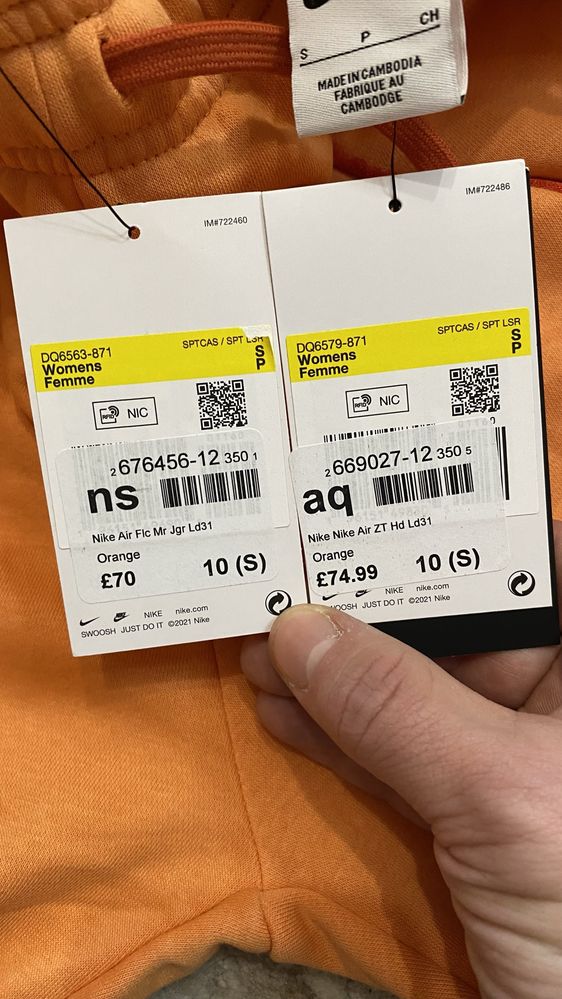 S P CH
MADE IN CAMBODIA
FABRIQUE AU
CAMBODGE
IM#722460
DQ6563-871
SPTCAS / SPT LSR
Womens
S
Femme
P
RFID NIC
2 676456-12 350 1
ns
Nike Air Flc Mr Jgr Ld31
Orange
£70
10 (S)
NIKE nike.com
SWOOSH JUST DO IT ©2021 Nike
IM#722486
DQ6579-871
SPTCAS / SPT LSR
Womens
S
Femme
P
RFID NIC
2 669027-12 350 5
aq
Nike Nike Air ZT Hd Ld31
Orange
£74.99
10 (S)
NIKE nike.com
SWOOSH JUST DO IT ©2021 Nike